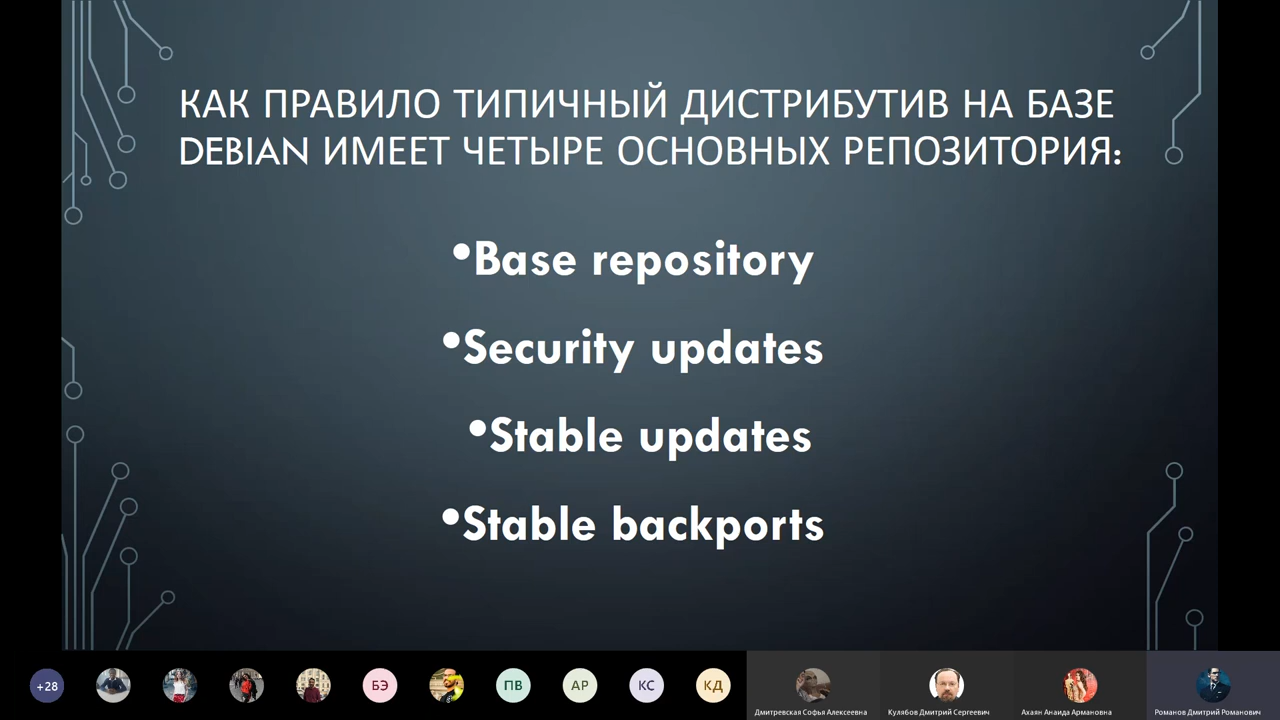 КАК ПРАВИЛО ТИПИЧНЫЙ ДИСТРИБУТИВ НА БАЗЕ
DEBIAN ИМЕЕТ ЧЕТЫРЕ ОСНОВНЫХ РЕПОЗИТОРИЯ:
•Base repository
•Security updates
•Stable updates
•Stable backports
+28
БЭ
ПВ
АР
КС
КД
Дмитревская Софья Алексеевна
Кулябов Дмитрий Сергеевич
Ахаян Анаида Армановна
Романов Дмитрий Романович